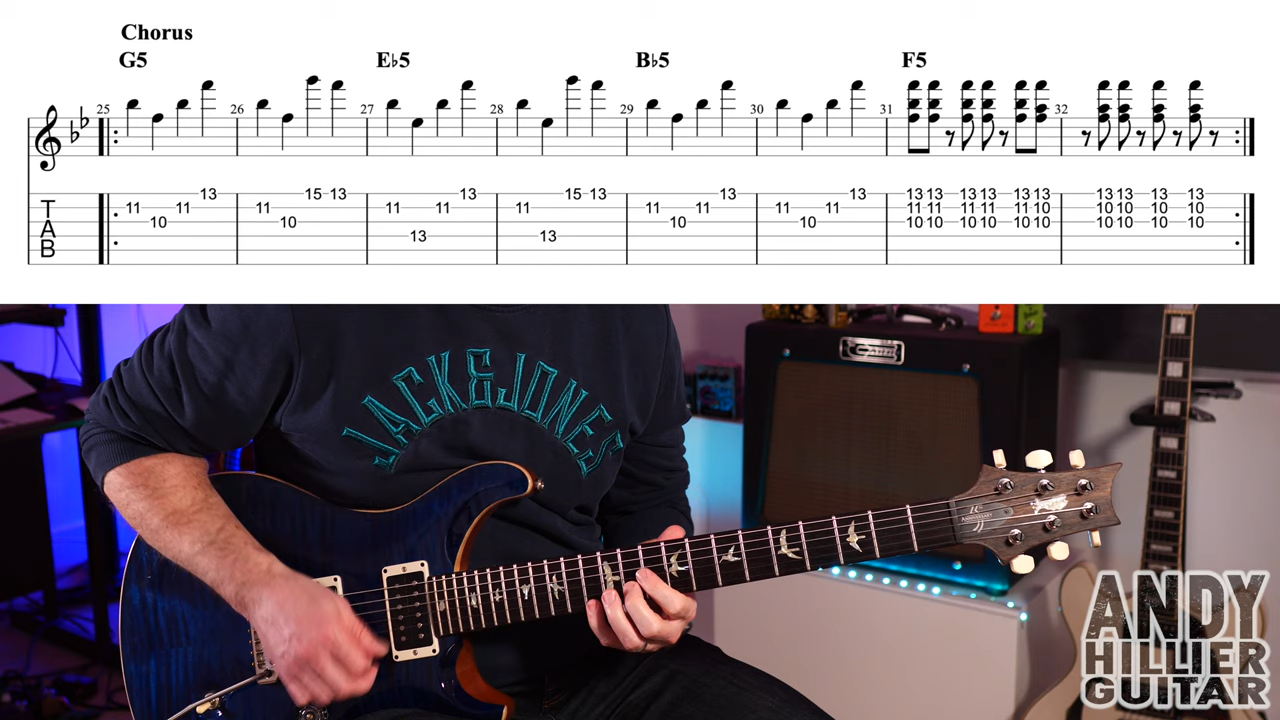 Chorus
G5 E♭5 B♭5 F5
25 26 27 28 29 30 31 32
13 15 13 13 15 13 13 13 13 13 13 13 13 13 13 13 13 13
T 11 11 11 11 11 11 11 11 11 11 11 11 11 11 11 11 10 10 10 10 10
A 10 10 10 10 10 10 10 10 10 10 10 10 10 10
13 13
B
JACK&JONES
ANNIVERSARY
ANDY
HILLIER
GUITAR